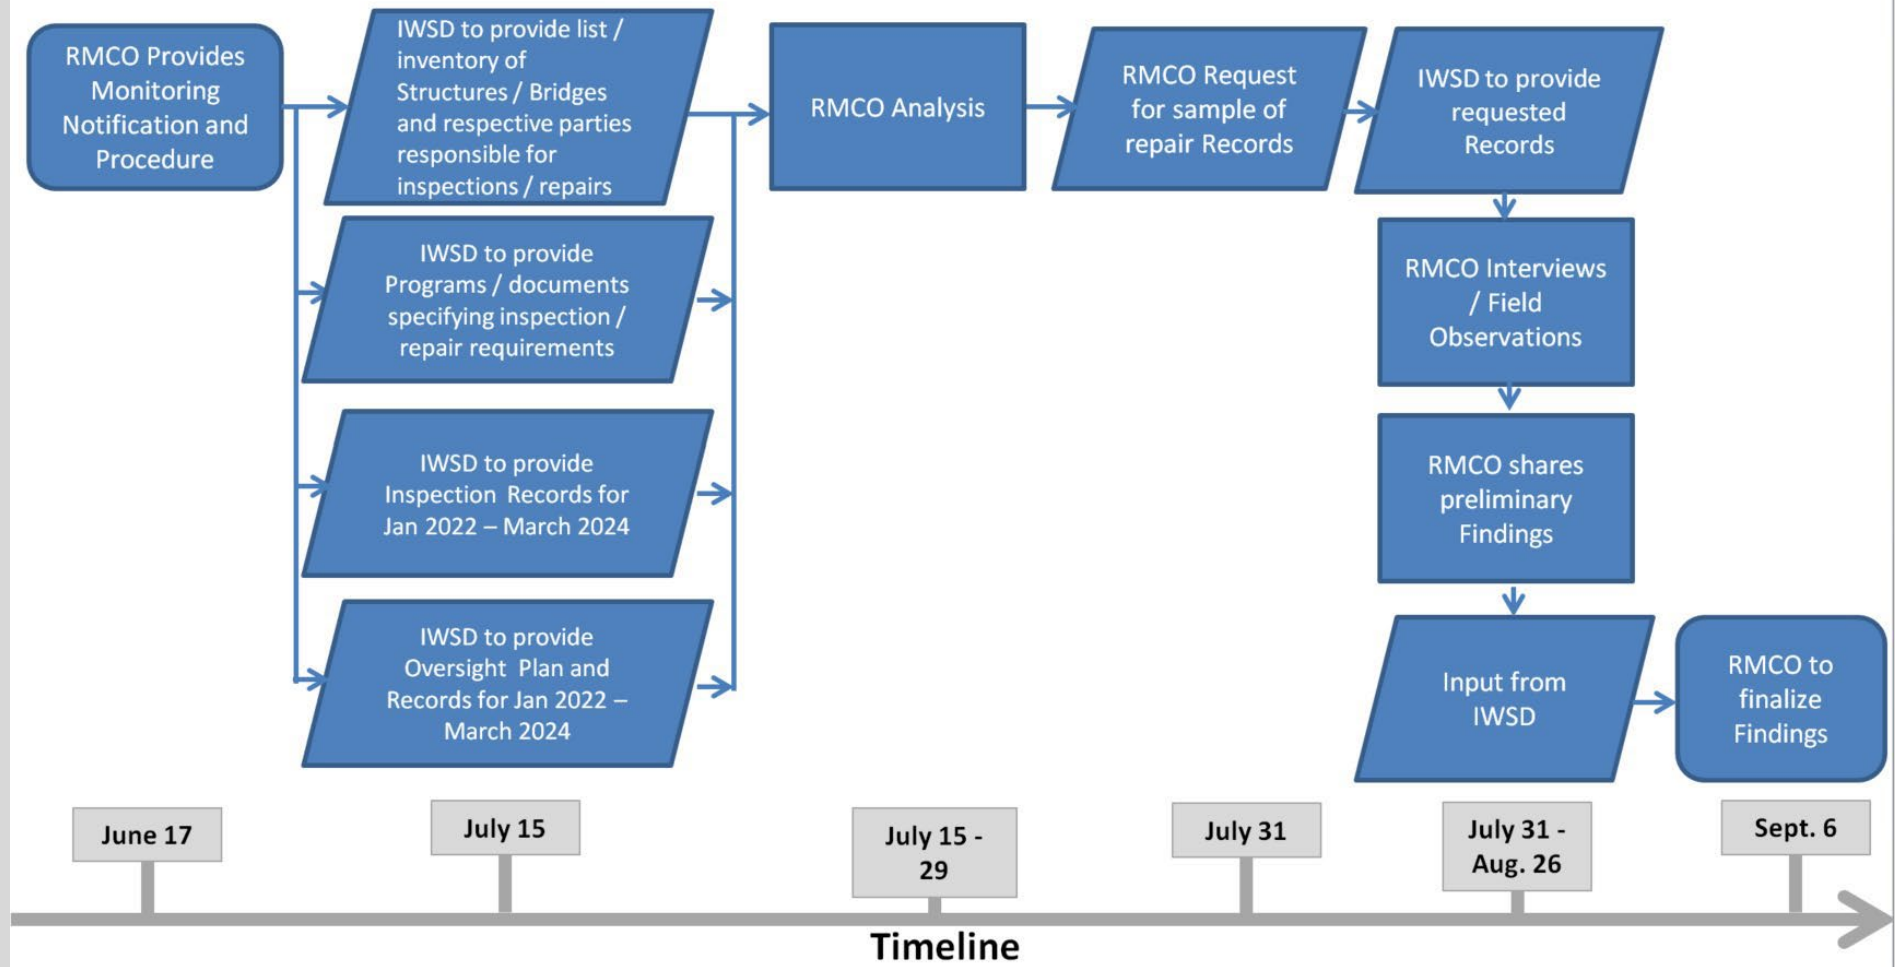 RMCO Provides
Monitoring
Notification and
Procedure
IWSD to provide list /
inventory of
Structures / Bridges
and respective parties
responsible for
inspections / repairs
IWSD to provide
Programs / documents
specifying inspection /
repair requirements
IWSD to provide
Inspection Records for
Jan 2022 – March 2024
IWSD to provide
Oversight Plan and
Records for Jan 2022 –
March 2024
RMCO Analysis
RMCO Request
for sample of
repair Records
IWSD to provide
requested
Records
RMCO Interviews
/ Field
Observations
RMCO shares
preliminary
Findings
Input from
IWSD
RMCO to
finalize
Findings
June 17
July 15
July 15 -
29
July 31
July 31 -
Aug. 26
Sept. 6
Timeline